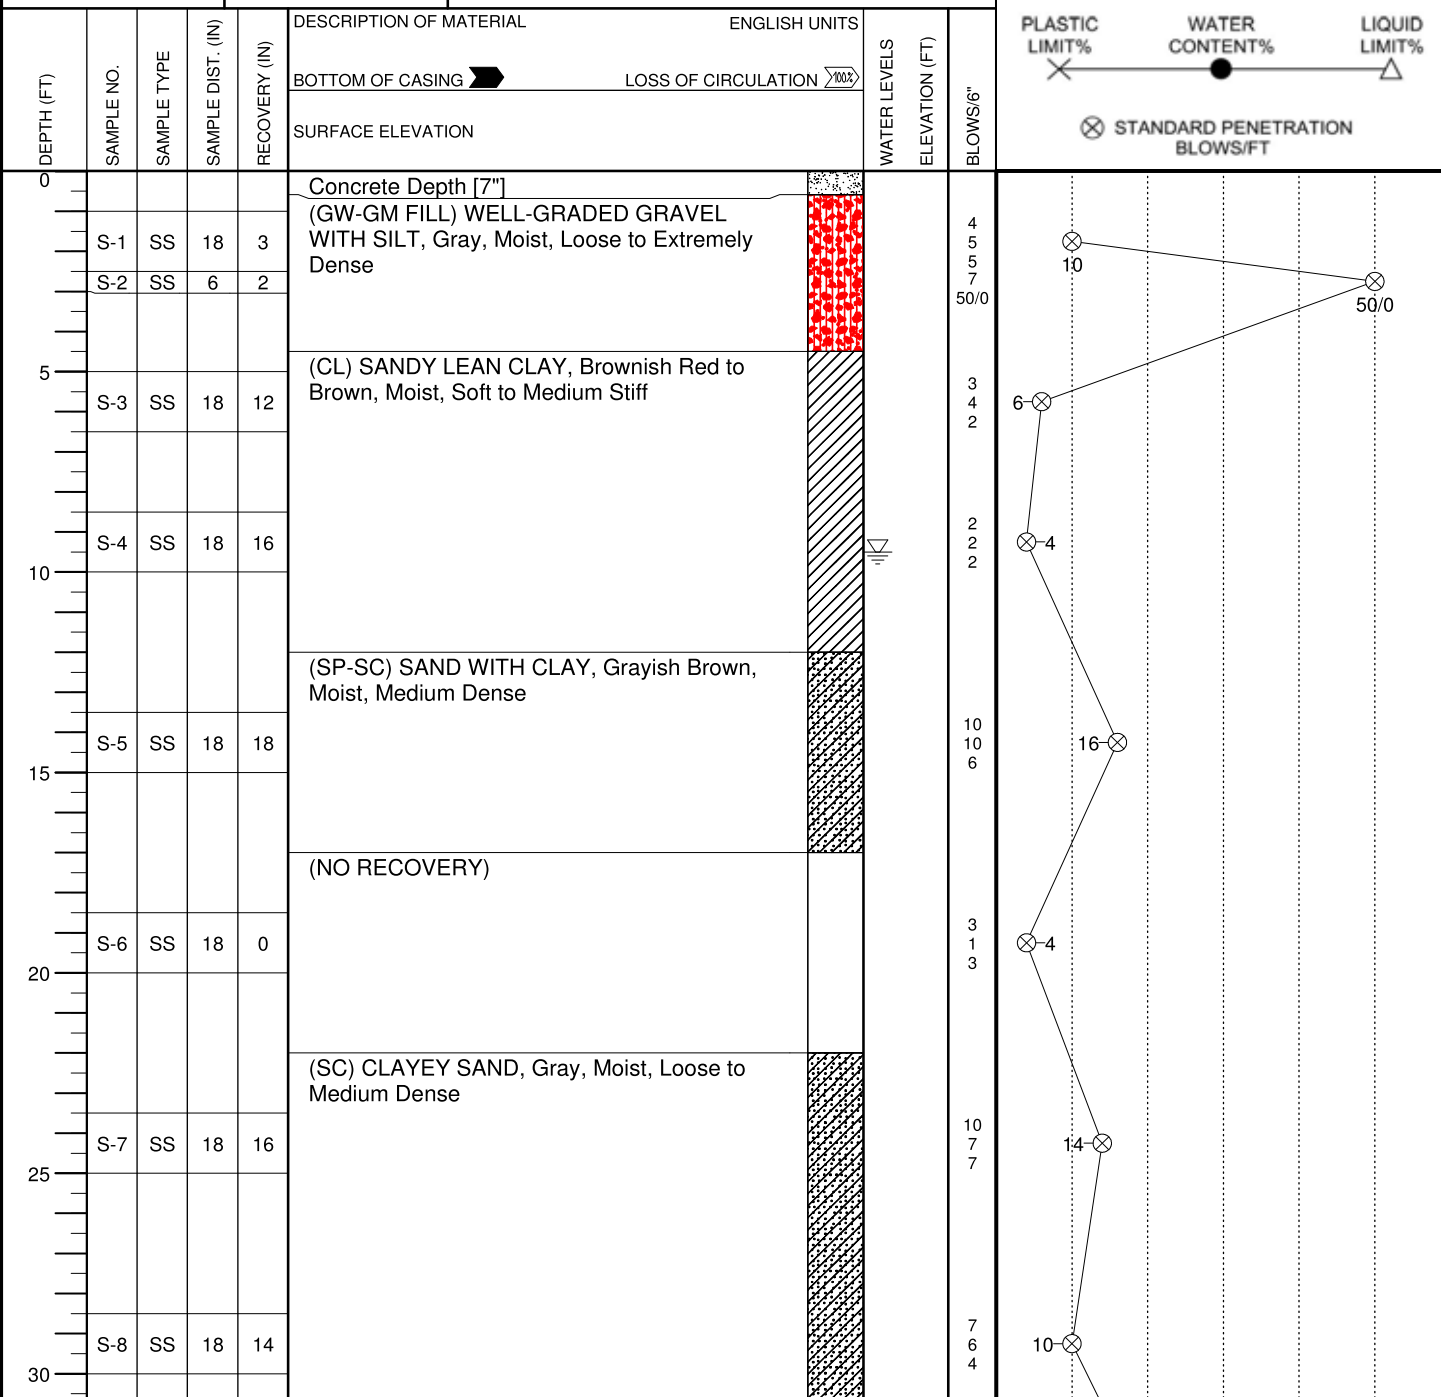 DEPTH (FT)
SAMPLE NO.
SAMPLE TYPE
SAMPLE DIST. (IN)
RECOVERY (IN)
DESCRIPTION OF MATERIAL ENGLISH UNITS
BOTTOM OF CASING LOSS OF CIRCULATION 100%
SURFACE ELEVATION
WATER LEVELS
ELEVATION (FT)
BLOWS/6"
PLASTIC WATER LIQUID
LIMIT% CONTENT% LIMIT%
STANDARD PENETRATION
BLOWS/FT
0
Concrete Depth [7"]
(GW-GM FILL) WELL-GRADED GRAVEL
WITH SILT, Gray, Moist, Loose to Extremely
Dense
S-1 SS 18 3
4
5
5
10
S-2 SS 6 2
7
50/0
50/0
5
(CL) SANDY LEAN CLAY, Brownish Red to
Brown, Moist, Soft to Medium Stiff
S-3 SS 18 12
3
4
2
6
S-4 SS 18 16
2
2
2
4
10
(SP-SC) SAND WITH CLAY, Grayish Brown,
Moist, Medium Dense
S-5 SS 18 18
10
10
6
16
15
(NO RECOVERY)
S-6 SS 18 0
3
1
3
4
20
(SC) CLAYEY SAND, Gray, Moist, Loose to
Medium Dense
S-7 SS 18 16
10
7
7
14
25
S-8 SS 18 14
7
6
4
10
30